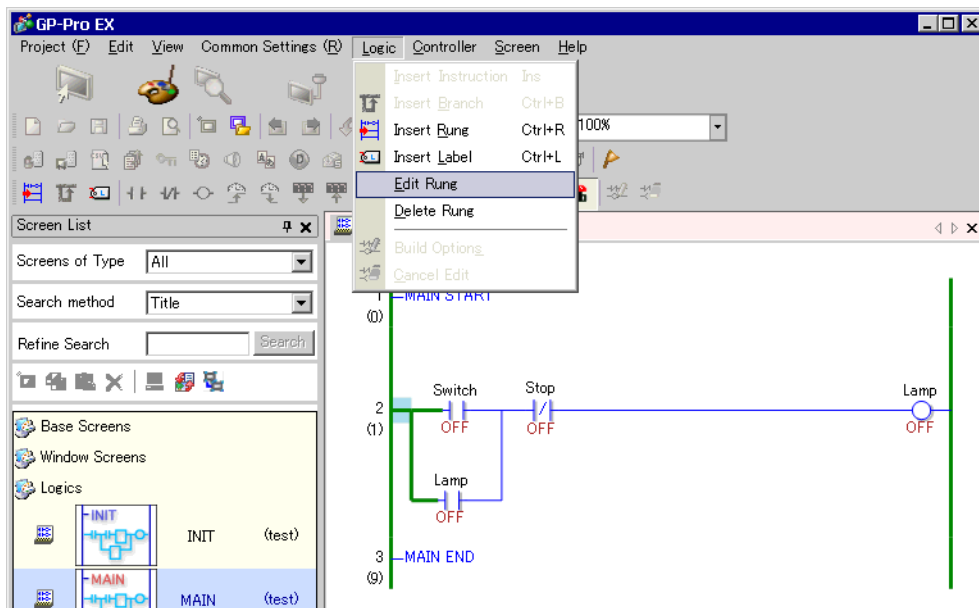 GP-Pro EX
Project (F) Edit View Common Settings (R) Logic Controller Screen Help
Insert Instruction Ins
Insert Branch Ctrl+B
Insert Rung Ctrl+R
Insert Label Ctrl+L
Edit Rung
Delete Rung
Build Options
Cancel Edit
100%
Screen List
Screens of Type All
Search method Title
Refine Search Search
Base Screens
Window Screens
Logics
INIT
INIT (test)
MAIN
MAIN (test)
1 MAIN START
(0)
Switch Stop Lamp
2
(1) OFF OFF OFF
Lamp
OFF
3 MAIN END
(9)